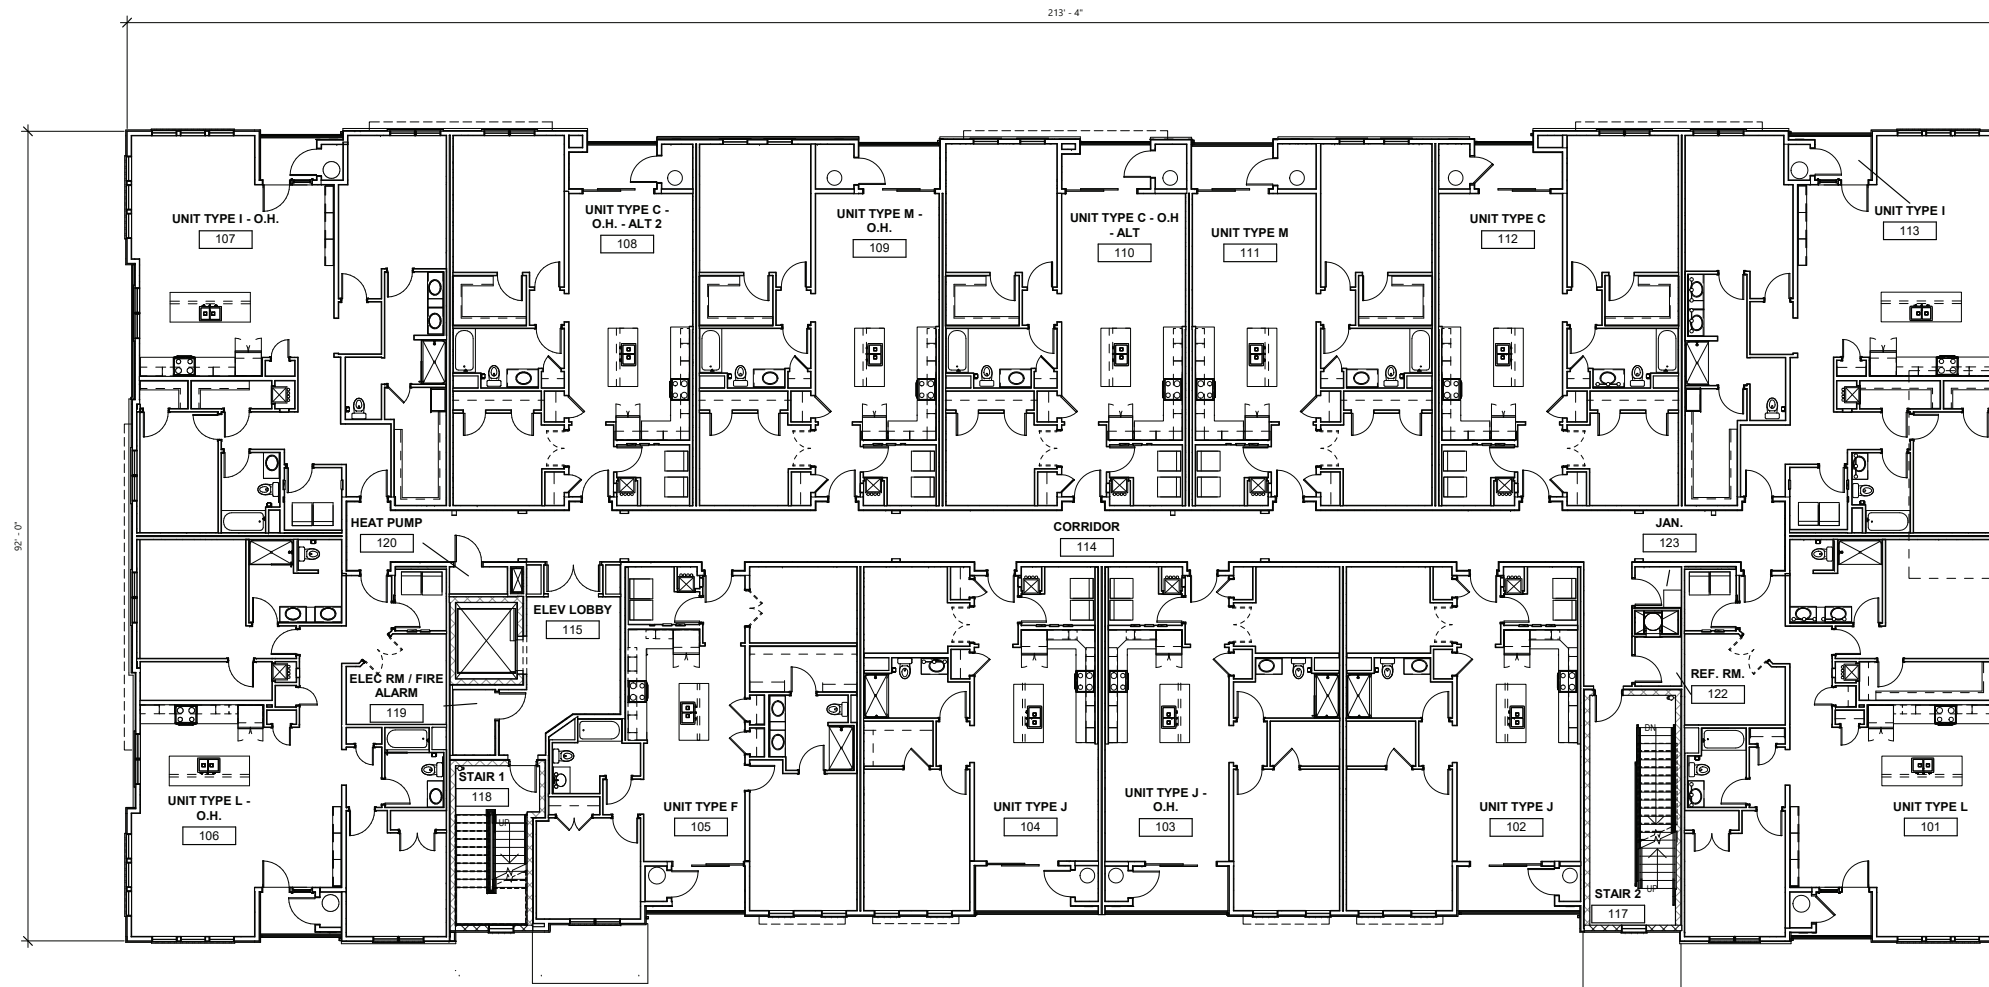 213' - 4"
92' - 0"
UNIT TYPE I - O.H.
107
UNIT TYPE C -
O.H. - ALT 2
108
UNIT TYPE M -
O.H.
109
UNIT TYPE C - O.H
- ALT
110
UNIT TYPE M
111
UNIT TYPE C
112
UNIT TYPE I
113
HEAT PUMP
120
CORRIDOR
114
JAN.
123
ELEV LOBBY
115
ELEC RM / FIRE
ALARM
119
REF. RM.
122
STAIR 1
118
UP
DN
UP
UNIT TYPE L -
O.H.
106
UNIT TYPE F
105
UNIT TYPE J
104
UNIT TYPE J -
O.H.
103
UNIT TYPE J
102
STAIR 2
117
UNIT TYPE L
101